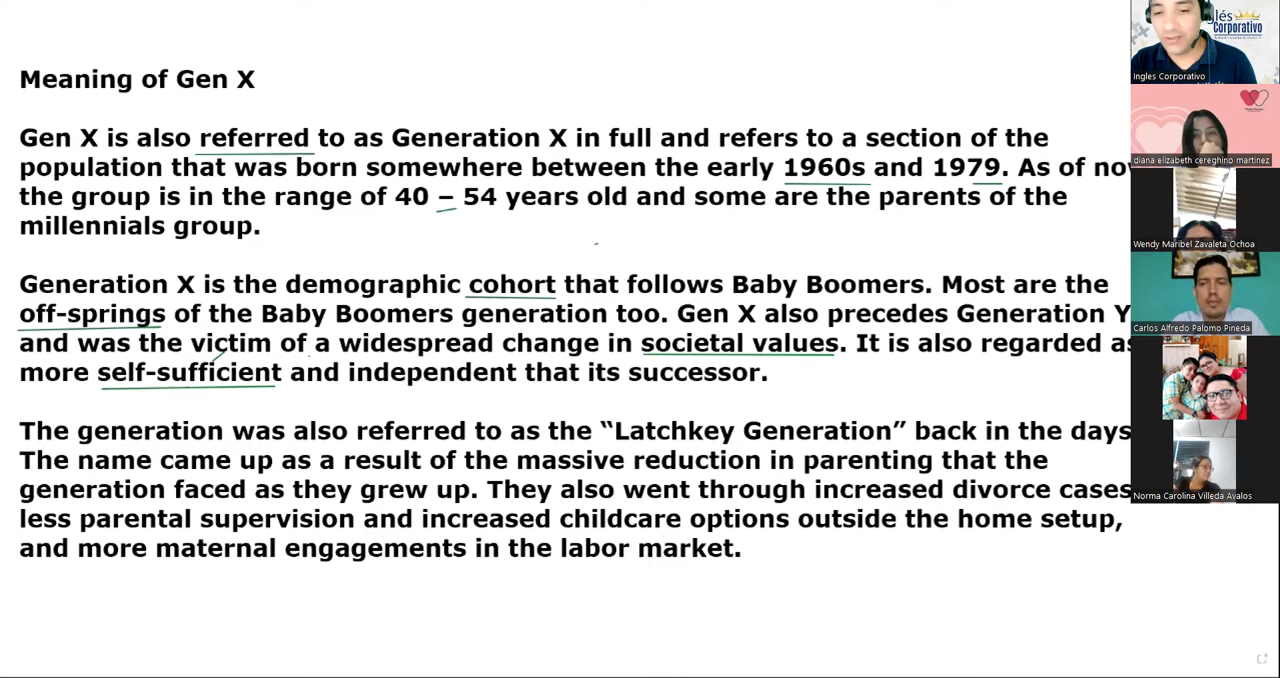 Meaning of Gen X
Gen X is also referred to as Generation X in full and refers to a section of the
population that was born somewhere between the early 1960s and 1979. As of
the group is in the range of 40 – 54 years old and some are the parents of the
millennials group.
Generation X is the demographic cohort that follows Baby Boomers. Most are the
off-springs of the Baby Boomers generation too. Gen X also precedes Generation Y
and was the victim of a widespread change in societal values. It is also regarded
more self-sufficient and independent that its successor.
The generation was also referred to as the “Latchkey Generation” back in the days
The name came up as a result of the massive reduction in parenting that the
generation faced as they grew up. They also went through increased divorce cases
less parental supervision and increased childcare options outside the home setup,
and more maternal engagements in the labor market.
Corporativo
Ingles Corporativo
diana elizabeth cereghino martinez
Wendy Maribel Zavaleta Ochoa
Carlos Alfredo Palomo Pineda
Norma Carolina Villeda Avalos